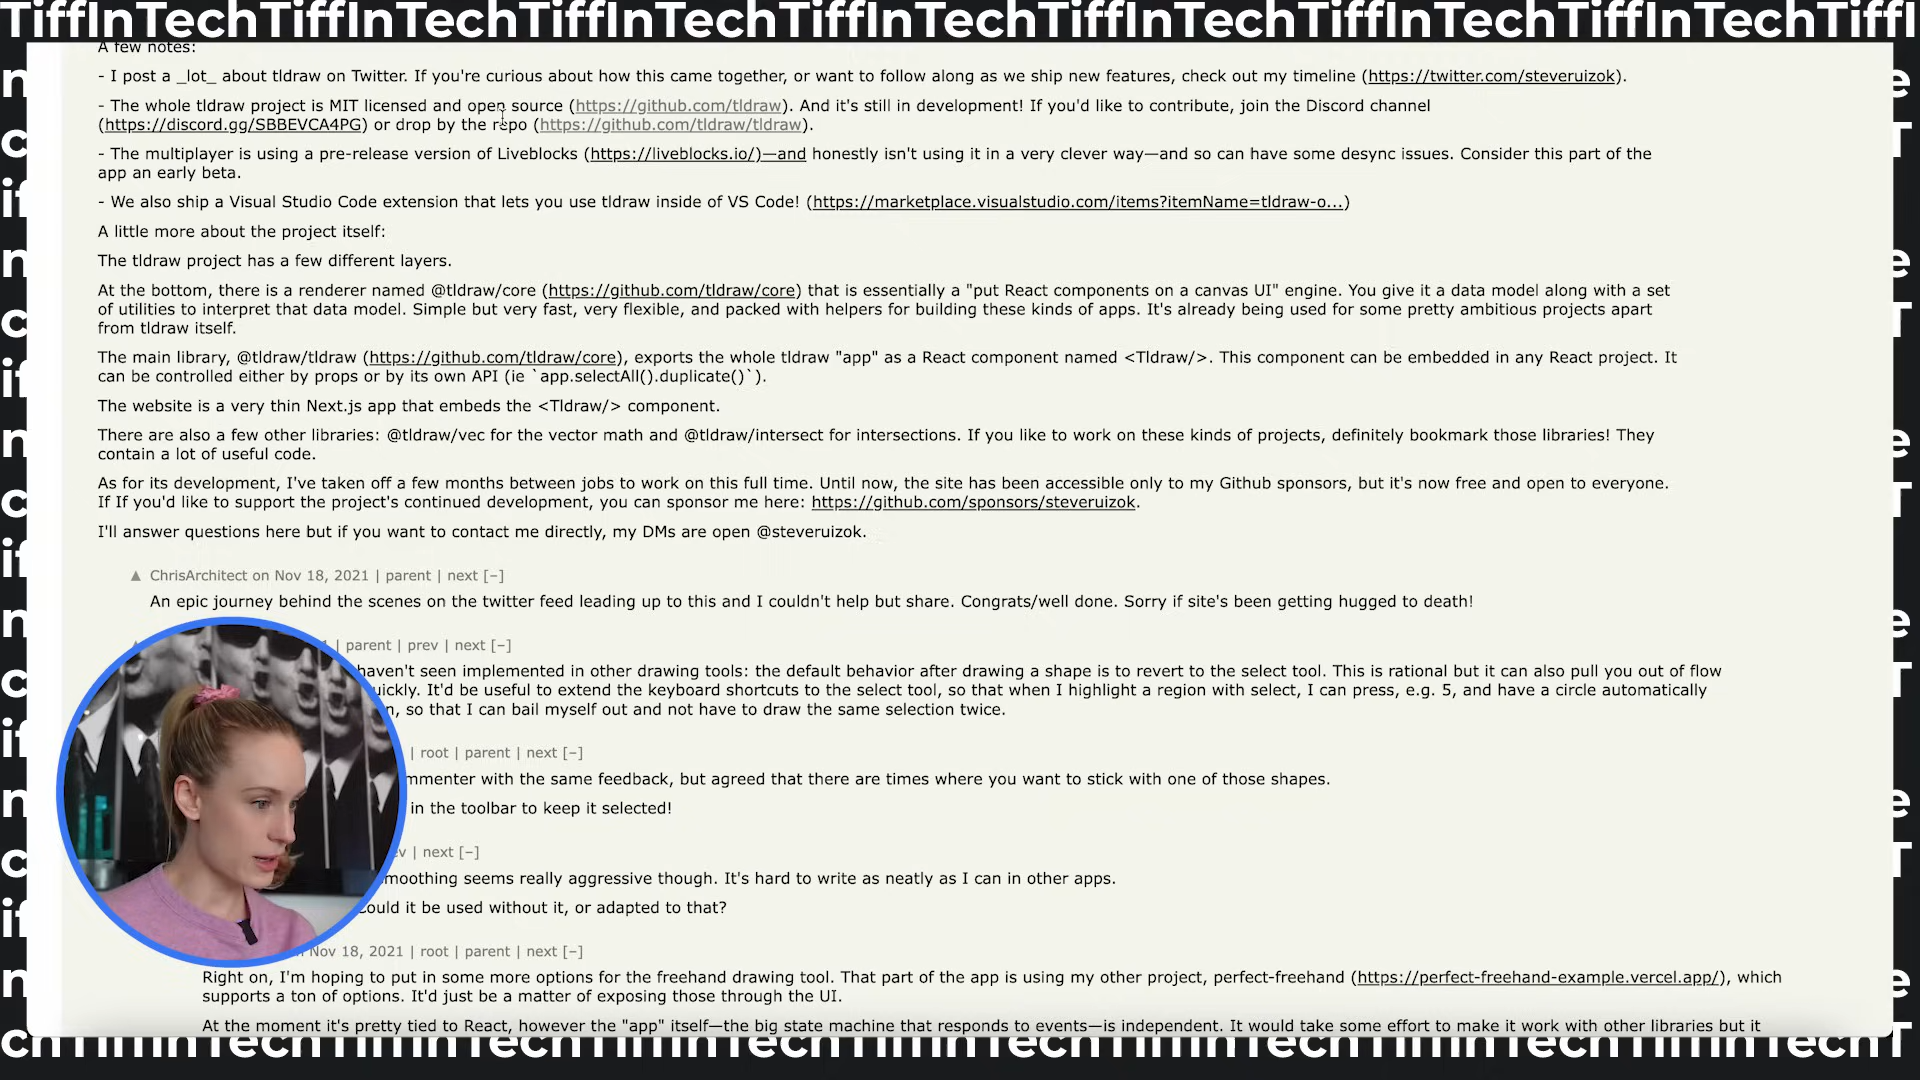 TiffInTechTiffInTechTiffInTechTiffInTechTiffInTechTiffInTechTiffI
A few notes:
- I post a _lot_ about tldraw on Twitter. If you're curious about how this came together, or want to follow along as we ship new features, check out my timeline (https://twitter.com/steveruizok).
- The whole tldraw project is MIT licensed and open source (https://github.com/tldraw). And it's still in development! If you'd like to contribute, join the Discord channel
(https://discord.gg/SBBEVCA4PG) or drop by the repo (https://github.com/tldraw/tldraw).
- The multiplayer is using a pre-release version of Liveblocks (https://liveblocks.io/)—and honestly isn't using it in a very clever way—and so can have some desync issues. Consider this part of the
app an early beta.
- We also ship a Visual Studio Code extension that lets you use tldraw inside of VS Code! (https://marketplace.visualstudio.com/items?itemName=tldraw-o...)
A little more about the project itself:
The tldraw project has a few different layers.
At the bottom, there is a renderer named @tldraw/core (https://github.com/tldraw/core) that is essentially a "put React components on a canvas UI" engine. You give it a data model along with a set
of utilities to interpret that data model. Simple but very fast, very flexible, and packed with helpers for building these kinds of apps. It's already being used for some pretty ambitious projects apart
from tldraw itself.
The main library, @tldraw/tldraw (https://github.com/tldraw/core), exports the whole tldraw "app" as a React component named <Tldraw/>. This component can be embedded in any React project. It
can be controlled either by props or by its own API (ie `app.selectAll().duplicate()`).
The website is a very thin Next.js app that embeds the <Tldraw/> component.
There are also a few other libraries: @tldraw/vec for the vector math and @tldraw/intersect for intersections. If you like to work on these kinds of projects, definitely bookmark those libraries! They
contain a lot of useful code.
As for its development, I've taken off a few months between jobs to work on this full time. Until now, the site has been accessible only to my Github sponsors, but it's now free and open to everyone.
If If you'd like to support the project's continued development, you can sponsor me here: https://github.com/sponsors/steveruizok.
I'll answer questions here but if you want to contact me directly, my DMs are open @steveruizok.
▲ ChrisArchitect on Nov 18, 2021 | parent | next [–]
An epic journey behind the scenes on the twitter feed leading up to this and I couldn't help but share. Congrats/well done. Sorry if site's been getting hugged to death!
| parent | prev | next [–]
haven't seen implemented in other drawing tools: the default behavior after drawing a shape is to revert to the select tool. This is rational but it can also pull you out of flow
It'd be useful to extend the keyboard shortcuts to the select tool, so that when I highlight a region with select, I can press, e.g. 5, and have a circle automatically
so that I can bail myself out and not have to draw the same selection twice.
| root | parent | next [–]
with the same feedback, but agreed that there are times where you want to stick with one of those shapes.
in the toolbar to keep it selected!
| next [–]
smoothing seems really aggressive though. It's hard to write as neatly as I can in other apps.
Could it be used without it, or adapted to that?
Nov 18, 2021 | root | parent | next [–]
Right on, I'm hoping to put in some more options for the freehand drawing tool. That part of the app is using my other project, perfect-freehand (https://perfect-freehand-example.vercel.app/), which
supports a ton of options. It'd just be a matter of exposing those through the UI.
At the moment it's pretty tied to React, however the "app" itself—the big state machine that responds to events—is independent. It would take some effort to make it work with other libraries but it
chTiffInTechTiffInTechTiffInTechTiffInTechTiffInTechTiffInTechT